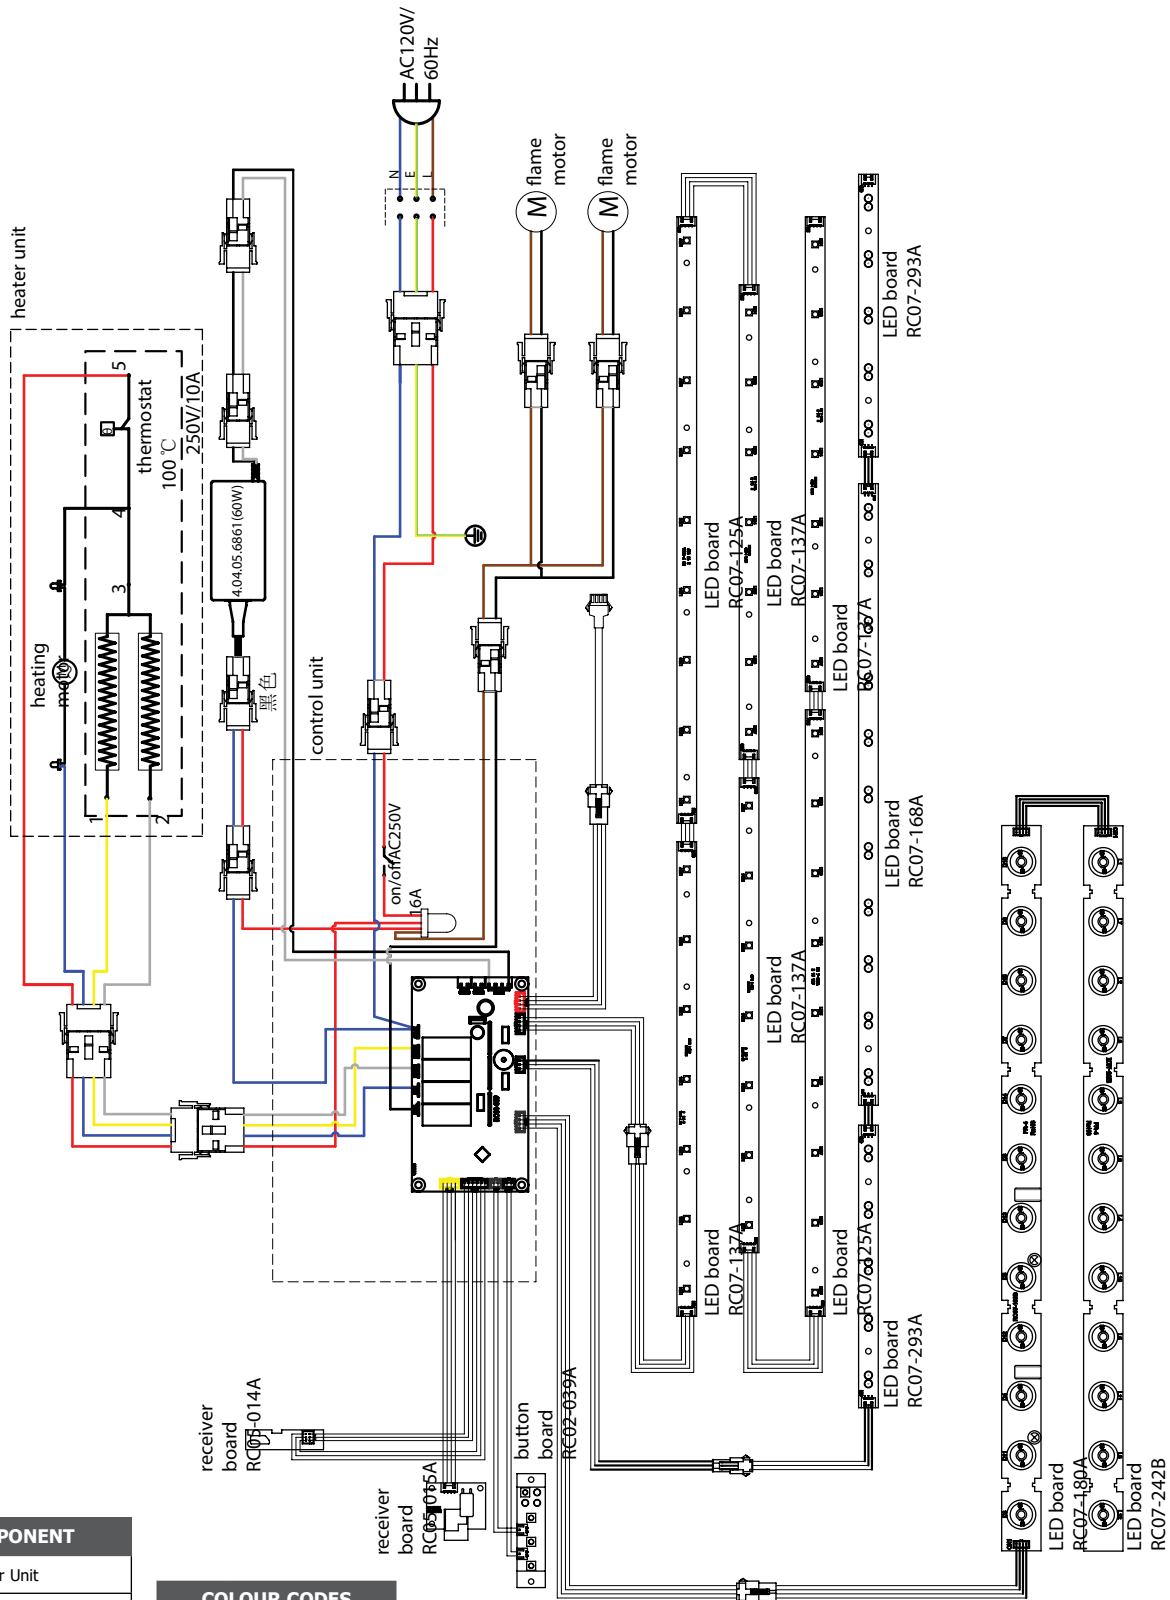 heater unit
heating
motor
thermostat
100 ℃
250V/10A
1
2
3
4
5
4.04.05.6861(60W)
黑色
control unit
on/offAC250V
16A
AC120V/
60Hz
N
E
L
M
flame
motor
M
flame
motor
LED board
RC07-125A
LED board
RC07-137A
LED board
RC07-137A
LED board
RC07-293A
LED board
RC07-168A
LED board
RC07-137A
LED board
RC07-137A
LED board
RC07-125A
LED board
RC07-293A
LED board
RC07-180A
LED board
RC07-242B
receiver
board
RC05-014A
receiver
board
RC05-015A
button
board
RC02-039A
PONENT
r Unit
COLOUR CODES